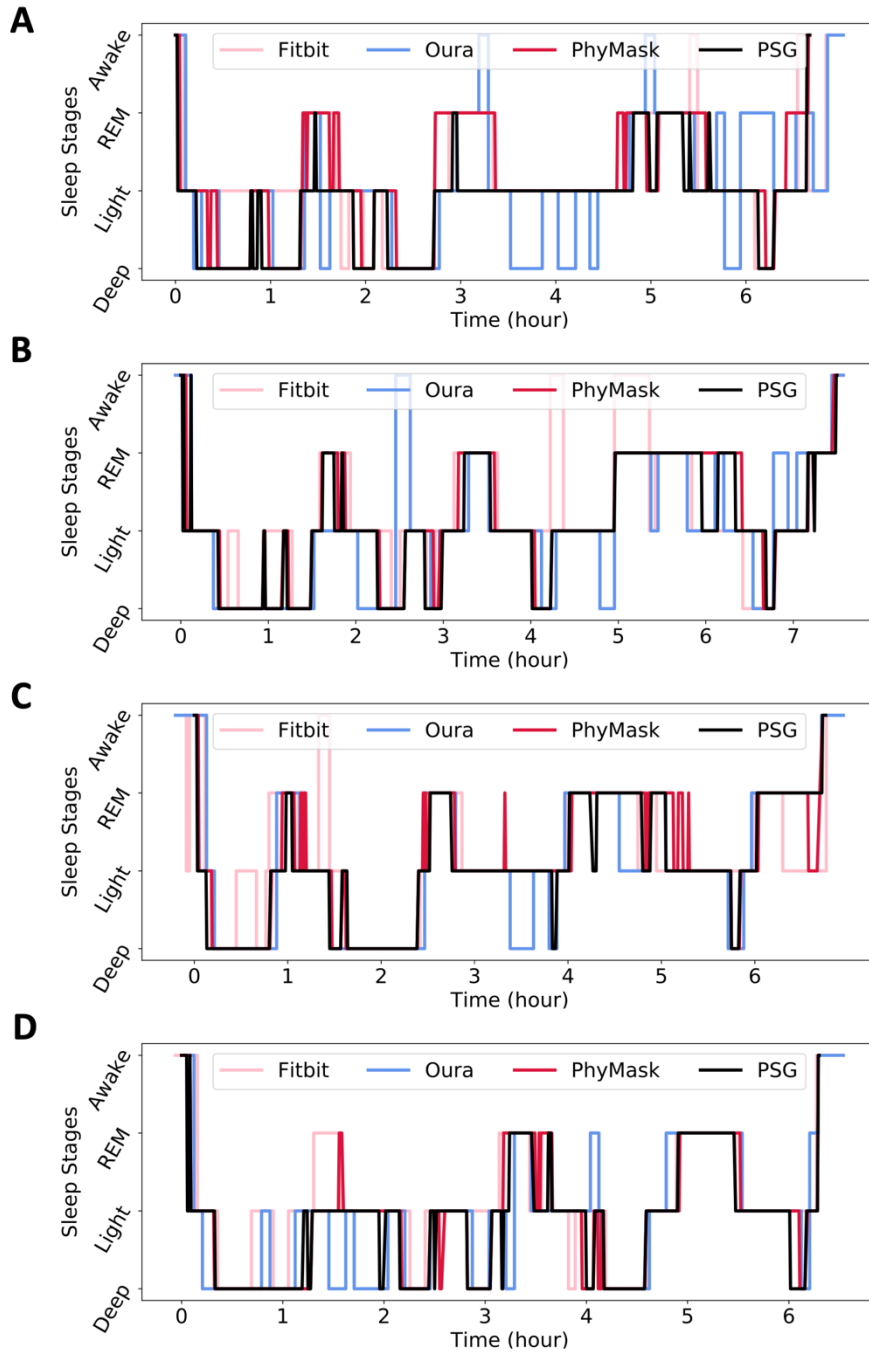 A
Awake
REM
Light
Deep
Sleep Stages
Fitbit Oura PhyMask PSG
0 1 2 3 4 5 6
Time (hour)
B
Awake
REM
Light
Deep
Sleep Stages
Fitbit Oura PhyMask PSG
0 1 2 3 4 5 6 7
Time (hour)
C
Awake
REM
Light
Deep
Sleep Stages
Fitbit Oura PhyMask PSG
0 1 2 3 4 5 6
Time (hour)
D
Awake
REM
Light
Deep
Sleep Stages
Fitbit Oura PhyMask PSG
0 1 2 3 4 5 6
Time (hour)